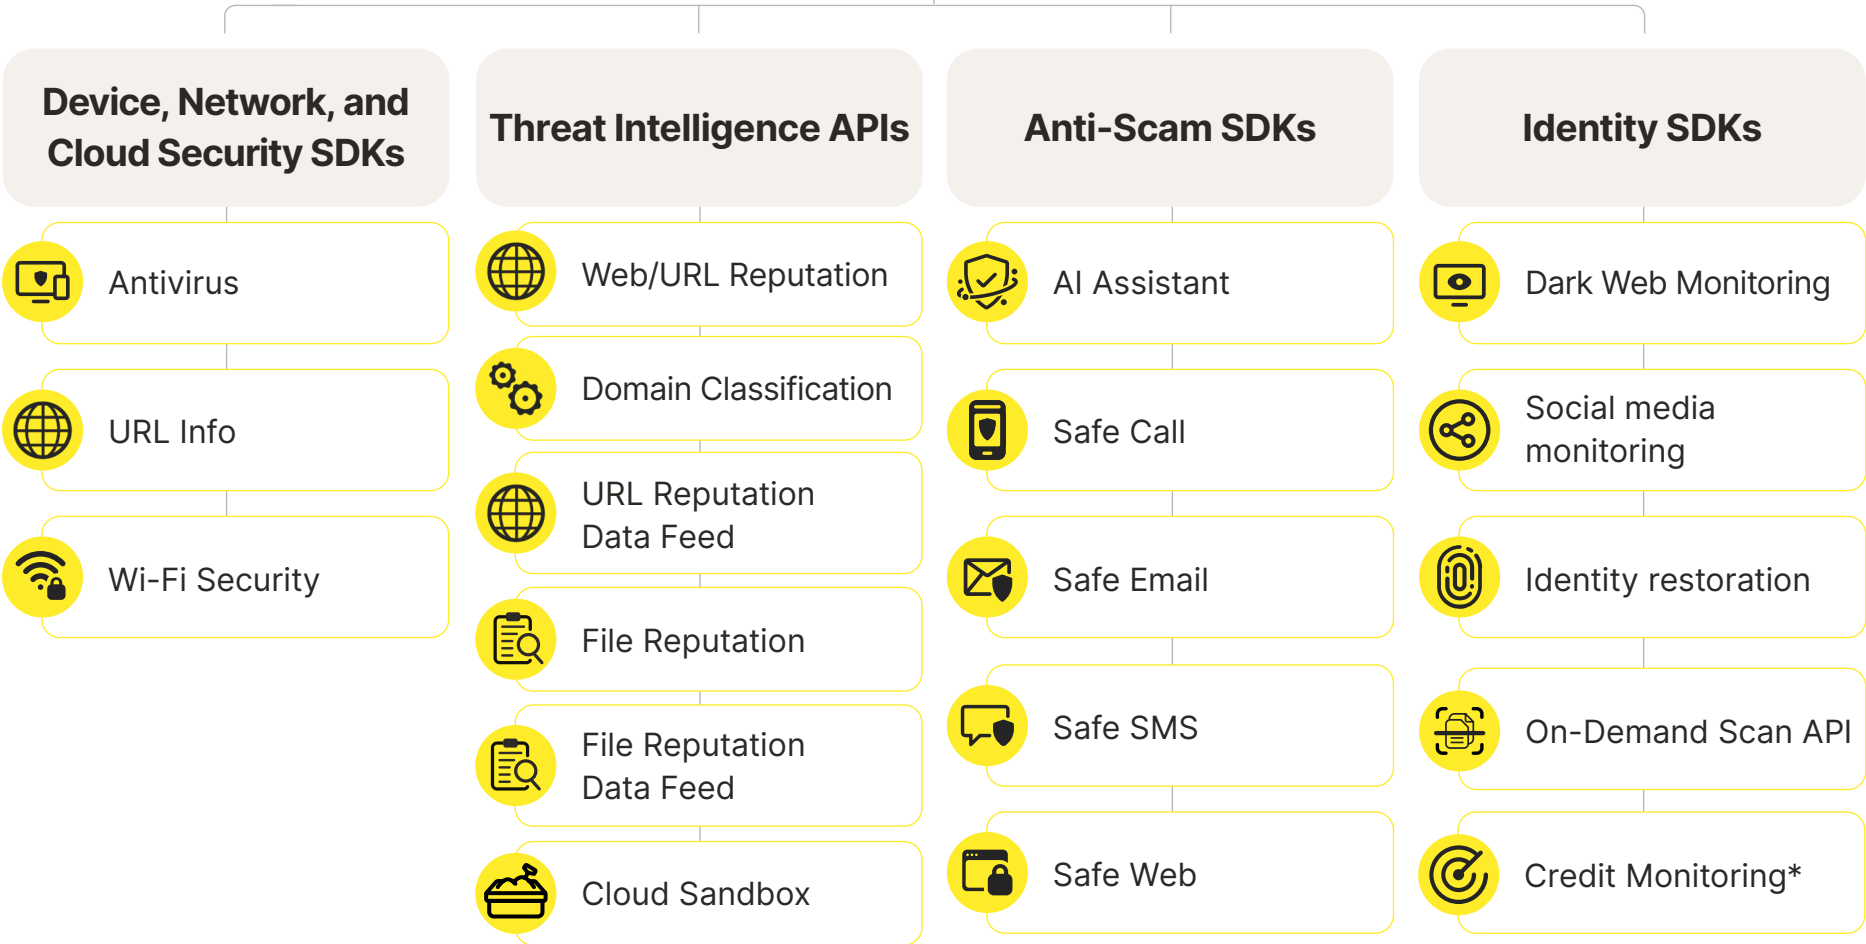 Device, Network, and
Cloud Security SDKs
Antivirus
URL Info
Wi-Fi Security
Threat Intelligence APIs
Web/URL Reputation
Domain Classification
URL Reputation
Data Feed
File Reputation
File Reputation
Data Feed
Cloud Sandbox
Anti-Scam SDKs
AI Assistant
Safe Call
Safe Email
Safe SMS
Safe Web
Identity SDKs
Dark Web Monitoring
Social media
monitoring
Identity restoration
On-Demand Scan API
Credit Monitoring*